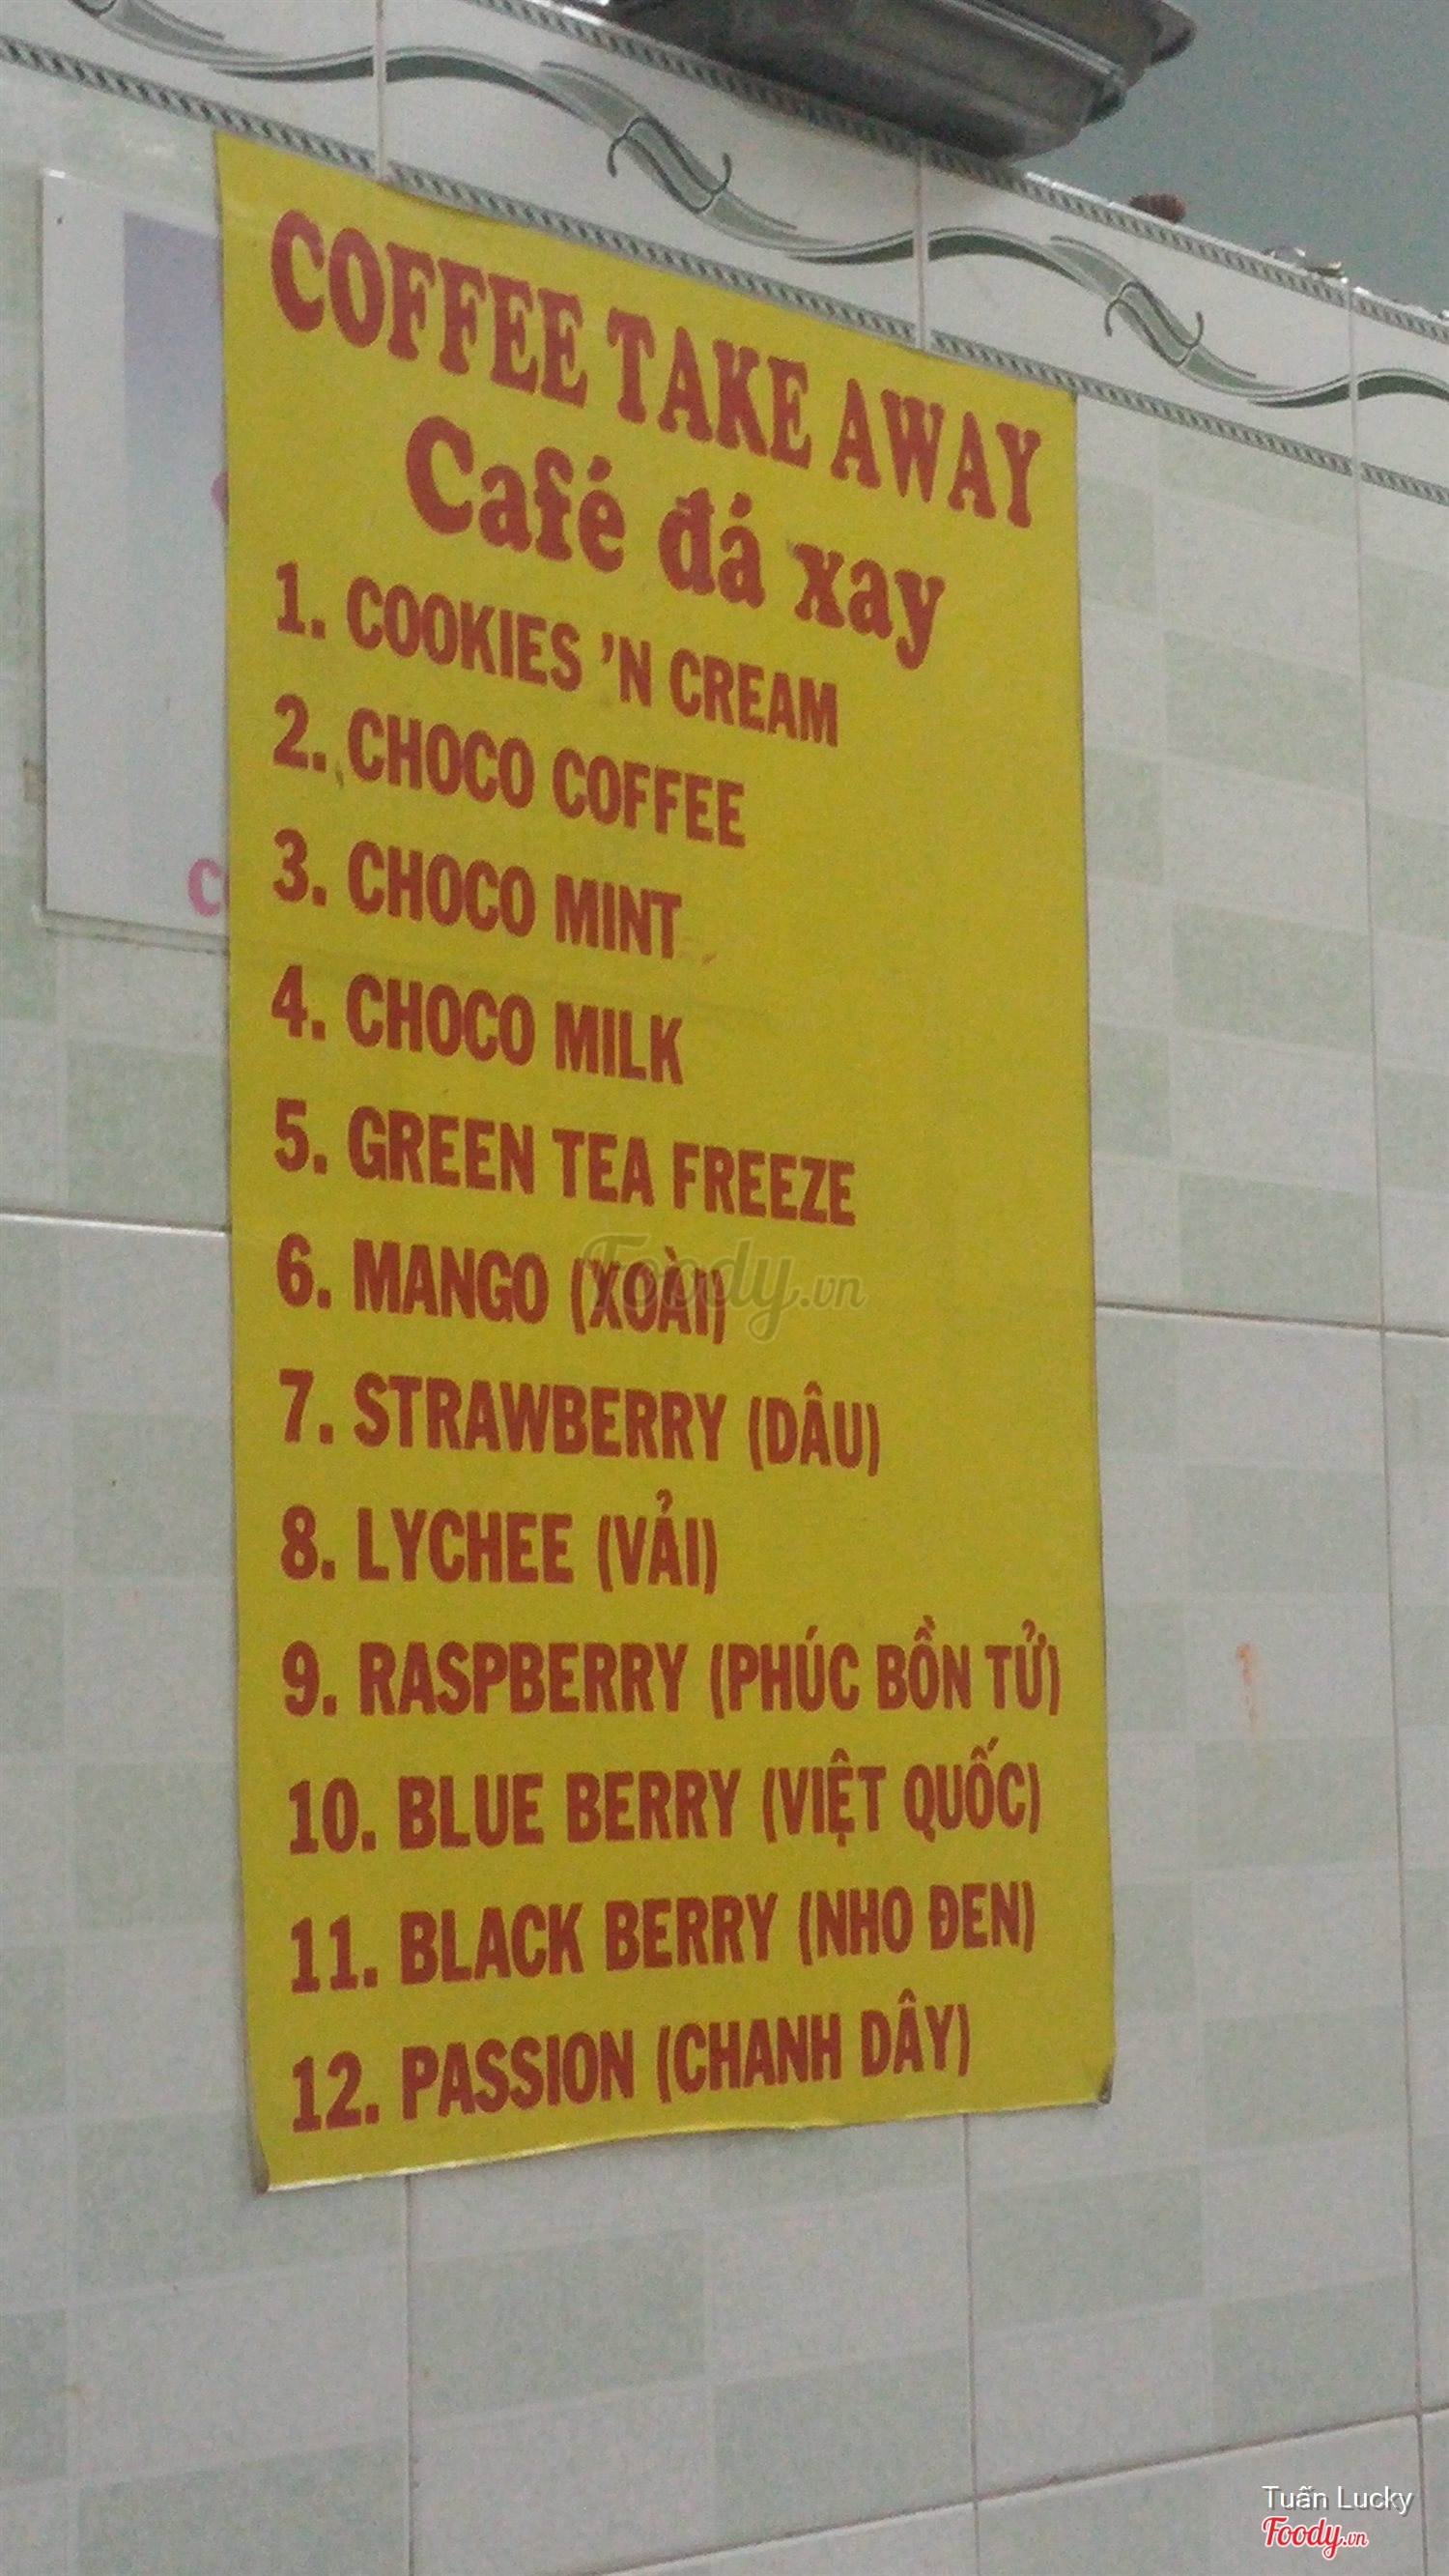 COFFEE TAKE AWAY
Café đá xay
1. COOKIES 'N CREAM
2. CHOCO COFFEE
3. CHOCO MINT
4. CHOCO MILK
5. GREEN TEA FREEZE
6. MANGO (XOÀI)
Foody.vn
7. STRAWBERRY (DÂU)
8. LYCHEE (VẢI)
9. RASPBERRY (PHÚC BỒN TỬ)
10. BLUE BERRY (VIỆT QUỐC)
11. BLACK BERRY (NHO ĐEN)
12. PASSION (CHANH DÂY)
Tuấn Lucky
Foody.vn